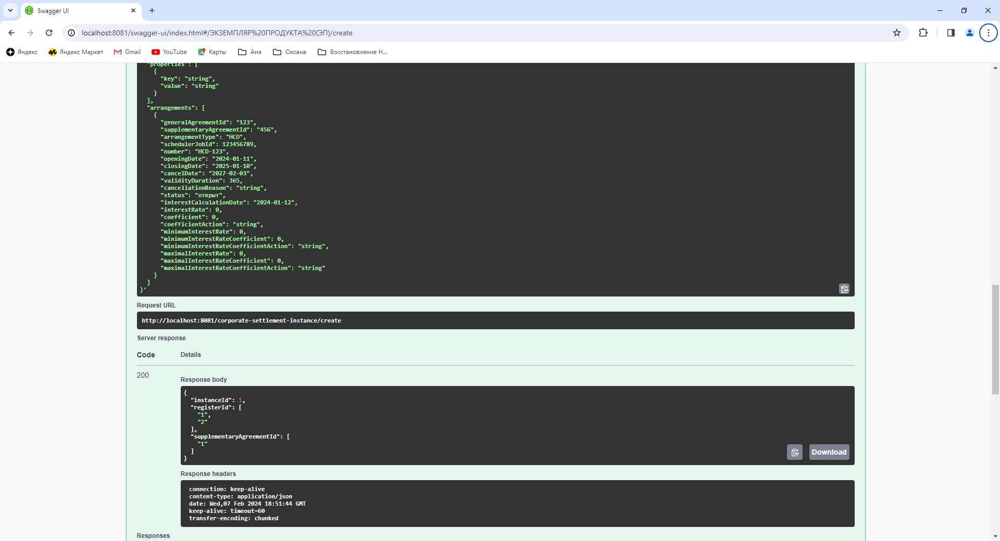 Swagger UI
localhost:8081/swagger-ui/index.html#/ЭКЗЕМПЛЯР%20ПРОДУКТА%20(ЭП)/create
Яндекс
Яндекс Маркет
Gmail
YouTube
Карты
Аня
Оксана
Восстановление Н...
"properties": [
{
"key": "string",
"value": "string"
}
],
"arrangements": [
{
"generalAgreementId": "123",
"supplementaryAgreementId": "456",
"arrangementType": "НСО",
"schedulerJobId": 123456789,
"number": "НСО-123",
"openingDate": "2024-01-11",
"closingDate": "2025-01-10",
"cancelDate": "2027-02-03",
"validityDuration": 365,
"cancellationReason": "string",
"status": "открыт",
"interestCalculationDate": "2024-01-12",
"interestRate": 0,
"coefficient": 0,
"coefficientAction": "string",
"minimumInterestRate": 0,
"minimumInterestRateCoefficient": 0,
"minimumInterestRateCoefficientAction": "string",
"maximalInterestRate": 0,
"maximalInterestRateCoefficient": 0,
"maximalInterestRateCoefficientAction": "string"
}
]
}'
Request URL
http://localhost:8081/corporate-settlement-instance/create
Server response
Code Details
200
Response body
{
"instanceId": 1,
"registerId": [
"1",
"2"
],
"supplementaryAgreementId": [
"1"
]
}
Download
Response headers
connection: keep-alive
content-type: application/json
date: Wed,07 Feb 2024 18:51:44 GMT
keep-alive: timeout=60
transfer-encoding: chunked
Responses